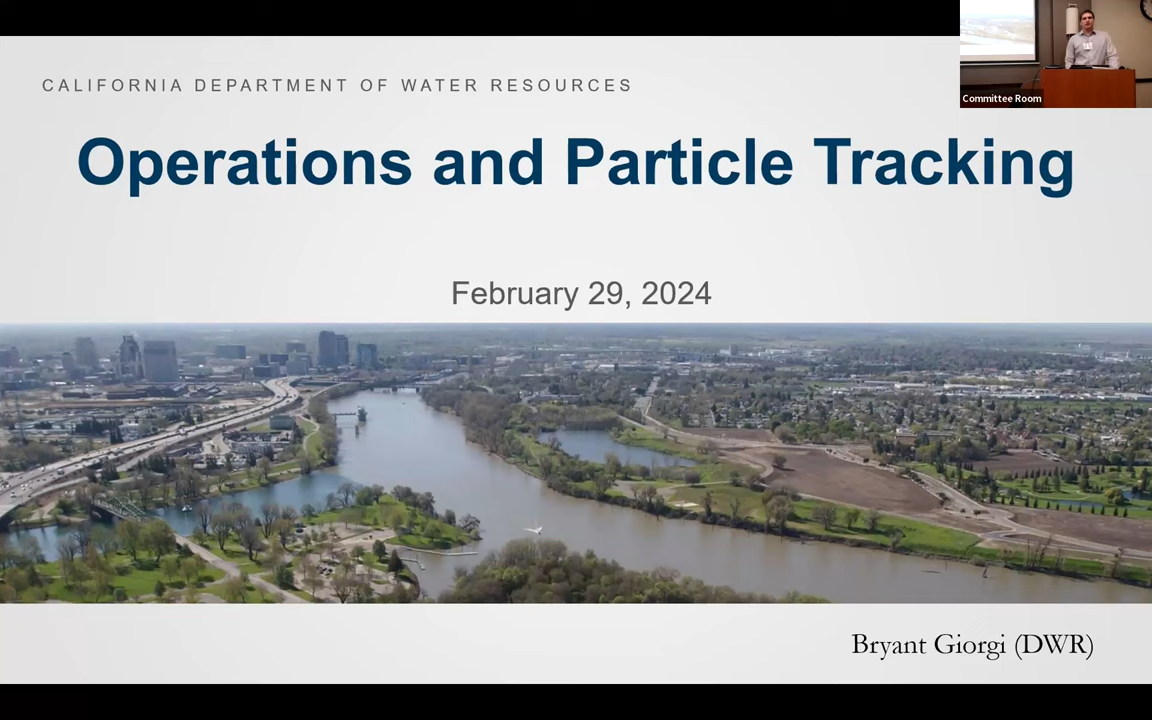 CALIFORNIA DEPARTMENT OF WATER RESOURCES
Committee Room
Operations and Particle Tracking
February 29, 2024
Bryant Giorgi (DWR)